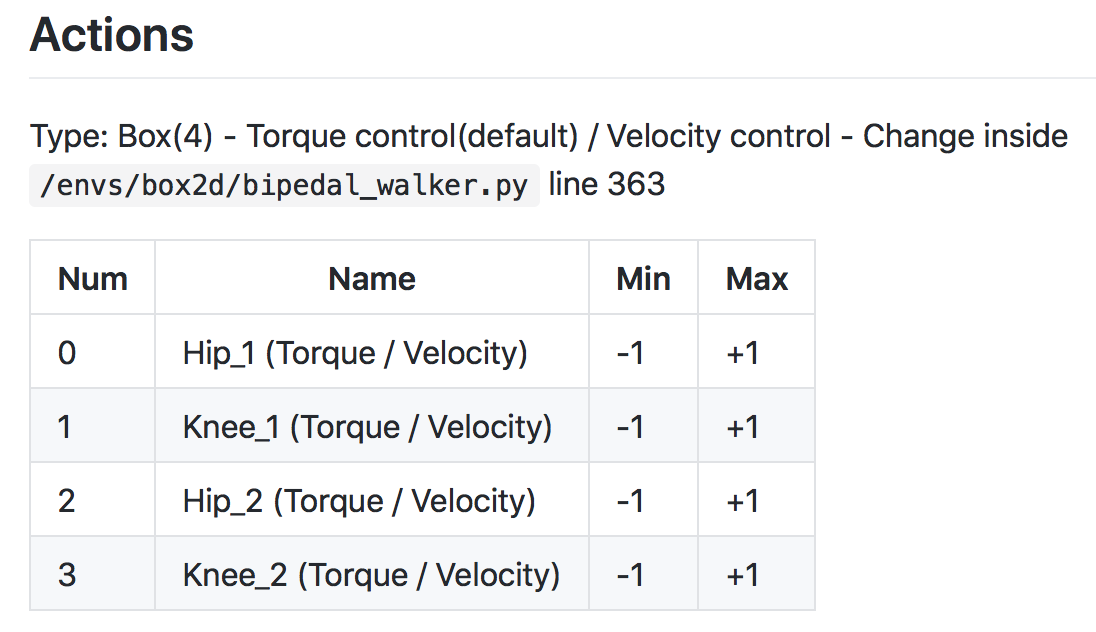 Actions
Type: Box(4) - Torque control(default) / Velocity control - Change inside
/envs/box2d/bipedal_walker.py line 363
Num Name Min Max
0 Hip_1 (Torque / Velocity) -1 +1
1 Knee_1 (Torque / Velocity) -1 +1
2 Hip_2 (Torque / Velocity) -1 +1
3 Knee_2 (Torque / Velocity) -1 +1